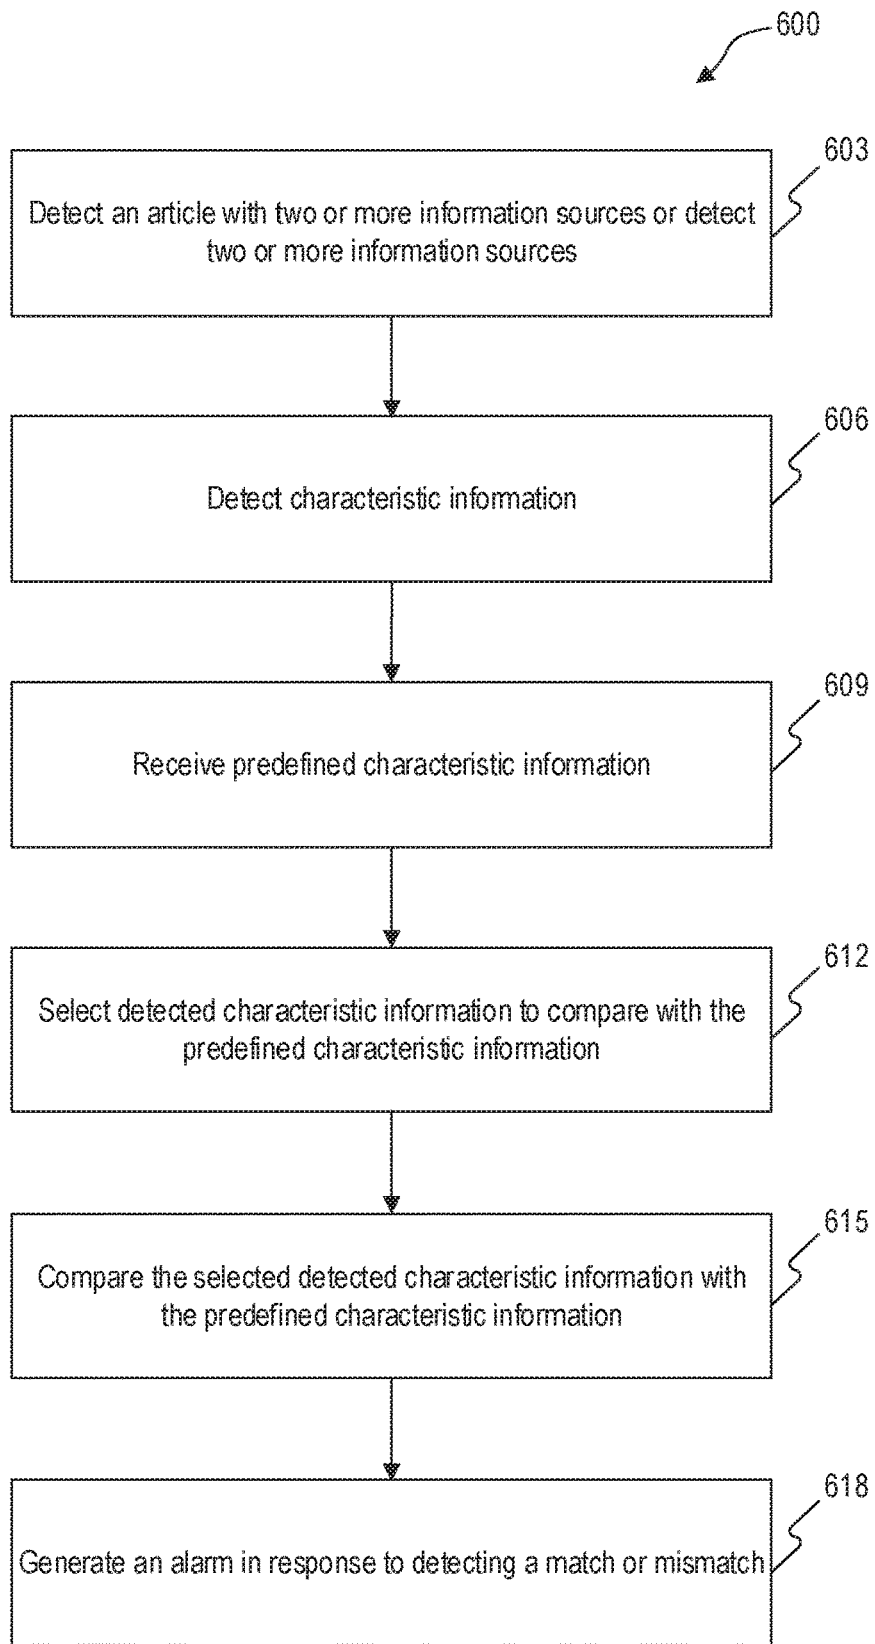 600
603
Detect an article with two or more information sources or detect
two or more information sources
606
Detect characteristic information
609
Receive predefined characteristic information
612
Select detected characteristic information to compare with the
predefined characteristic information
615
Compare the selected detected characteristic information with
the predefined characteristic information
618
Generate an alarm in response to detecting a match or mismatch